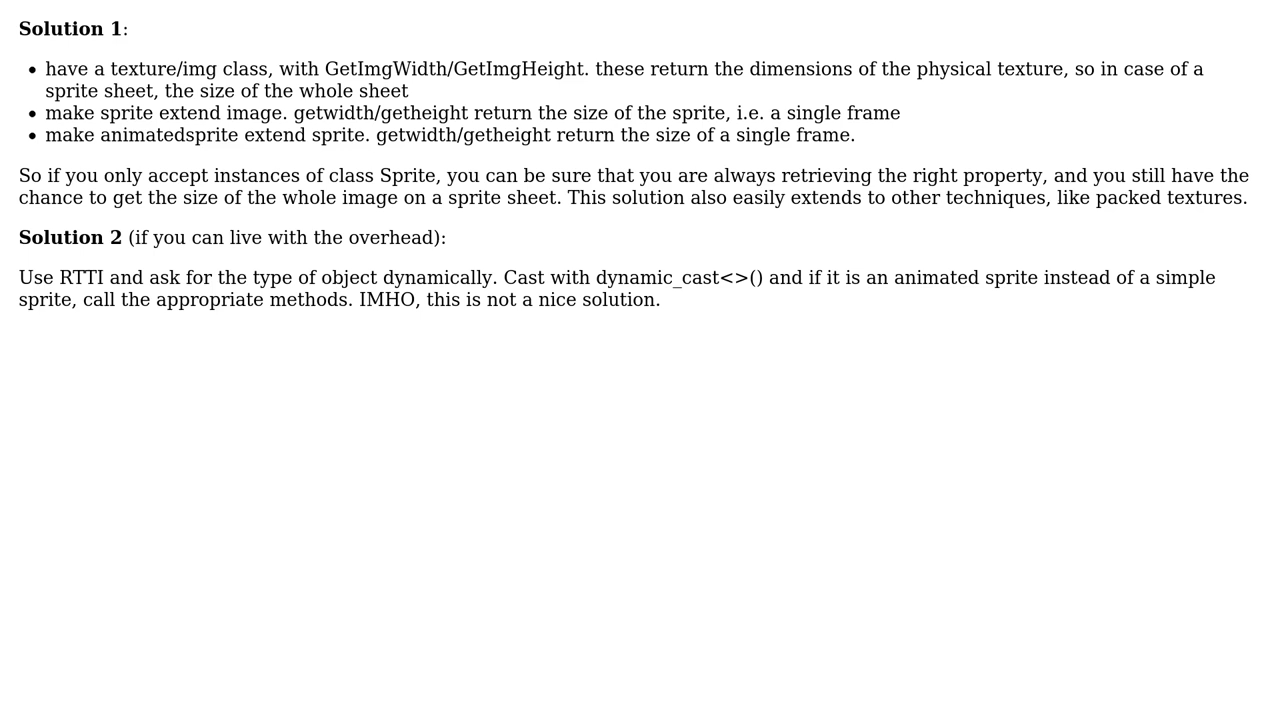 Solution 1:
• have a texture/img class, with GetImgWidth/GetImgHeight. these return the dimensions of the physical texture, so in case of a
sprite sheet, the size of the whole sheet
• make sprite extend image. getwidth/getheight return the size of the sprite, i.e. a single frame
• make animatedsprite extend sprite. getwidth/getheight return the size of a single frame.
So if you only accept instances of class Sprite, you can be sure that you are always retrieving the right property, and you still have the
chance to get the size of the whole image on a sprite sheet. This solution also easily extends to other techniques, like packed textures.
Solution 2 (if you can live with the overhead):
Use RTTI and ask for the type of object dynamically. Cast with dynamic_cast<>() and if it is an animated sprite instead of a simple
sprite, call the appropriate methods. IMHO, this is not a nice solution.